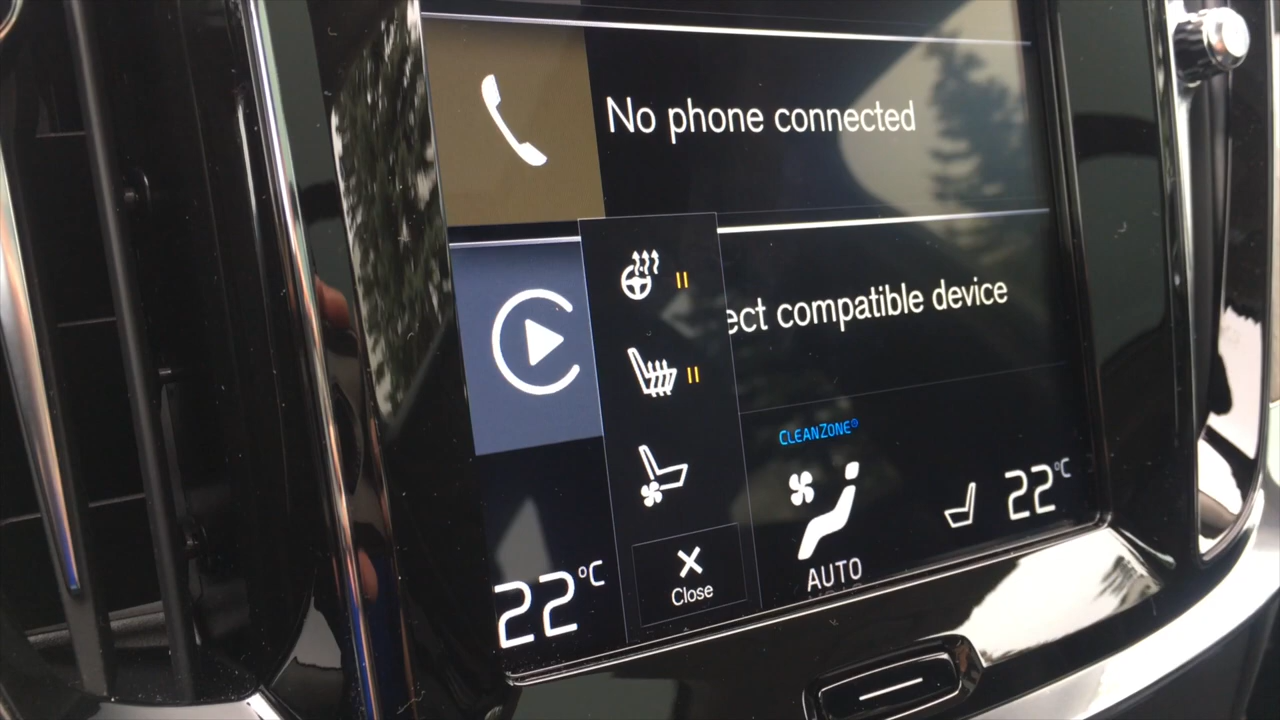 No phone connected
ect compatible device
CLEANZONE®
22°C
AUTO
22°C
Close